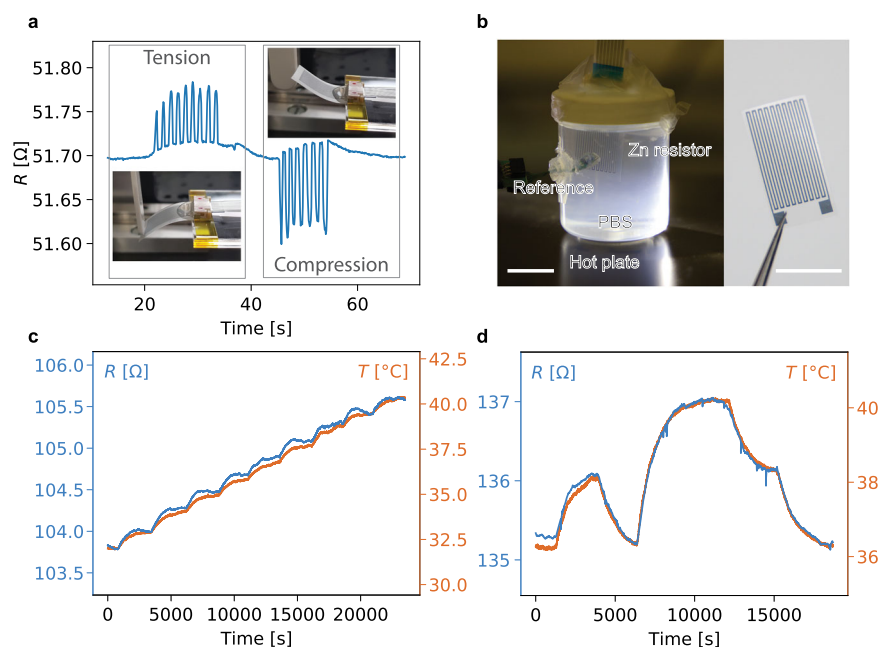 a
Tension
51.80
51.75
51.70
51.65
51.60
R [Ω]
Compression
20
40
60
Time [s]
b
Zn resistor
Reference
PBS
Hot plate
c
R [Ω]
T [°C]
106.0
105.5
105.0
104.5
104.0
103.5
42.5
40.0
37.5
35.0
32.5
30.0
0
5000
10000
15000
20000
Time [s]
d
R [Ω]
T [°C]
137
136
135
40
38
36
0
5000
10000
15000
Time [s]